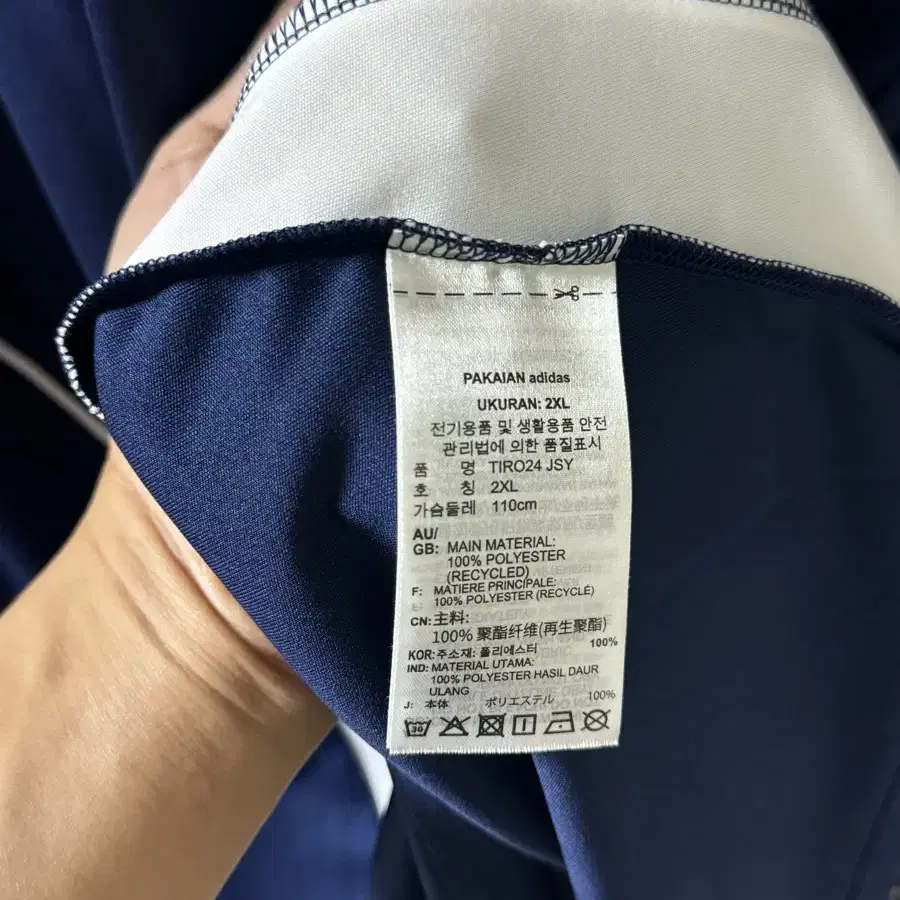 PAKAIAN adidas
UKURAN: 2XL
전기용품 및 생활용품 안전
관리법에 의한 품질표시
품 명 TIRO24 JSY
호 칭 2XL
가슴둘레 110cm
AU/
GB: MAIN MATERIAL:
100% POLYESTER
(RECYCLED)
F: MATIERE PRINCIPALE:
100% POLYESTER (RECYCLÉ)
CN: 主料:
100% 聚酯纤维(再生聚酯)
KOR: 주소재: 폴리에스터 100%
IND: MATERIAL UTAMA:
100% POLYESTER HASIL DAUR
ULANG
J: 本体 ポリエステル 100%
30